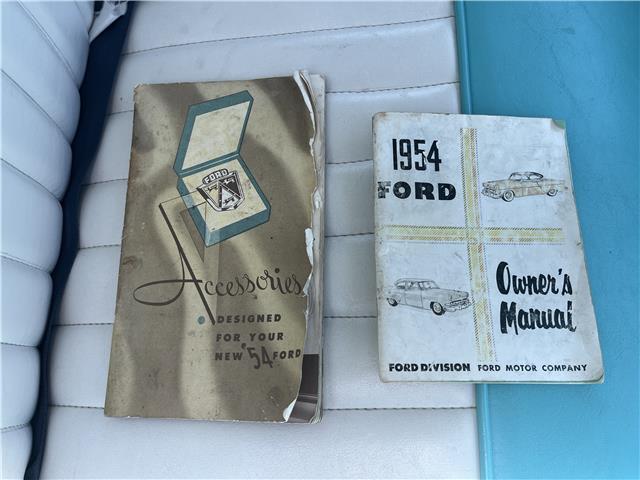 FORD
Accessories
DESIGNED
FOR YOUR
NEW '54 FORD
1954
FORD
Owner's
Manual
FORD DIVISION FORD MOTOR COMPANY